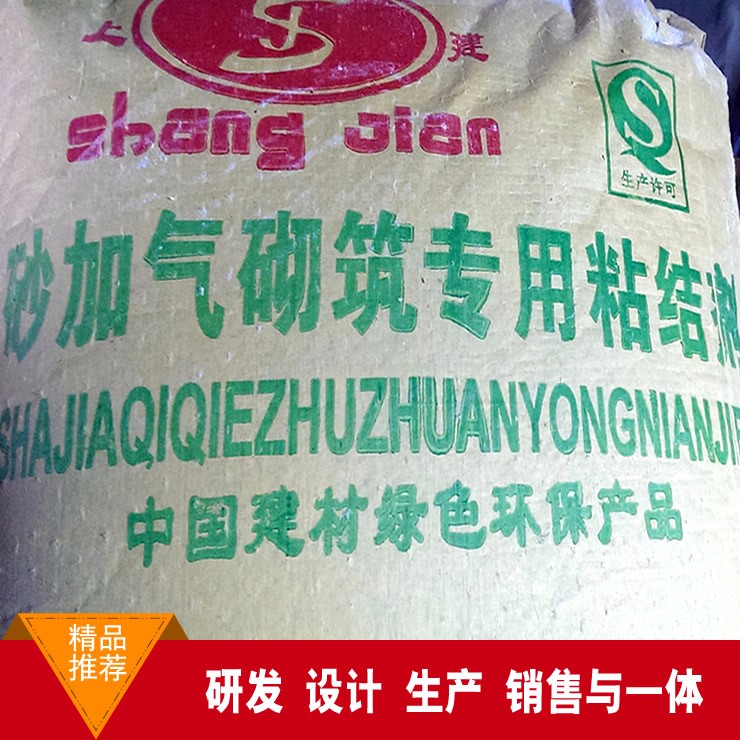 上 建
shang Jian
生产许可
砂加气砌筑专用粘结剂
SHAJIAQIQIEZHUZHUANYONGNIANJI
中国建材绿色环保产品
精品
推荐
研发 设计 生产 销售与一体